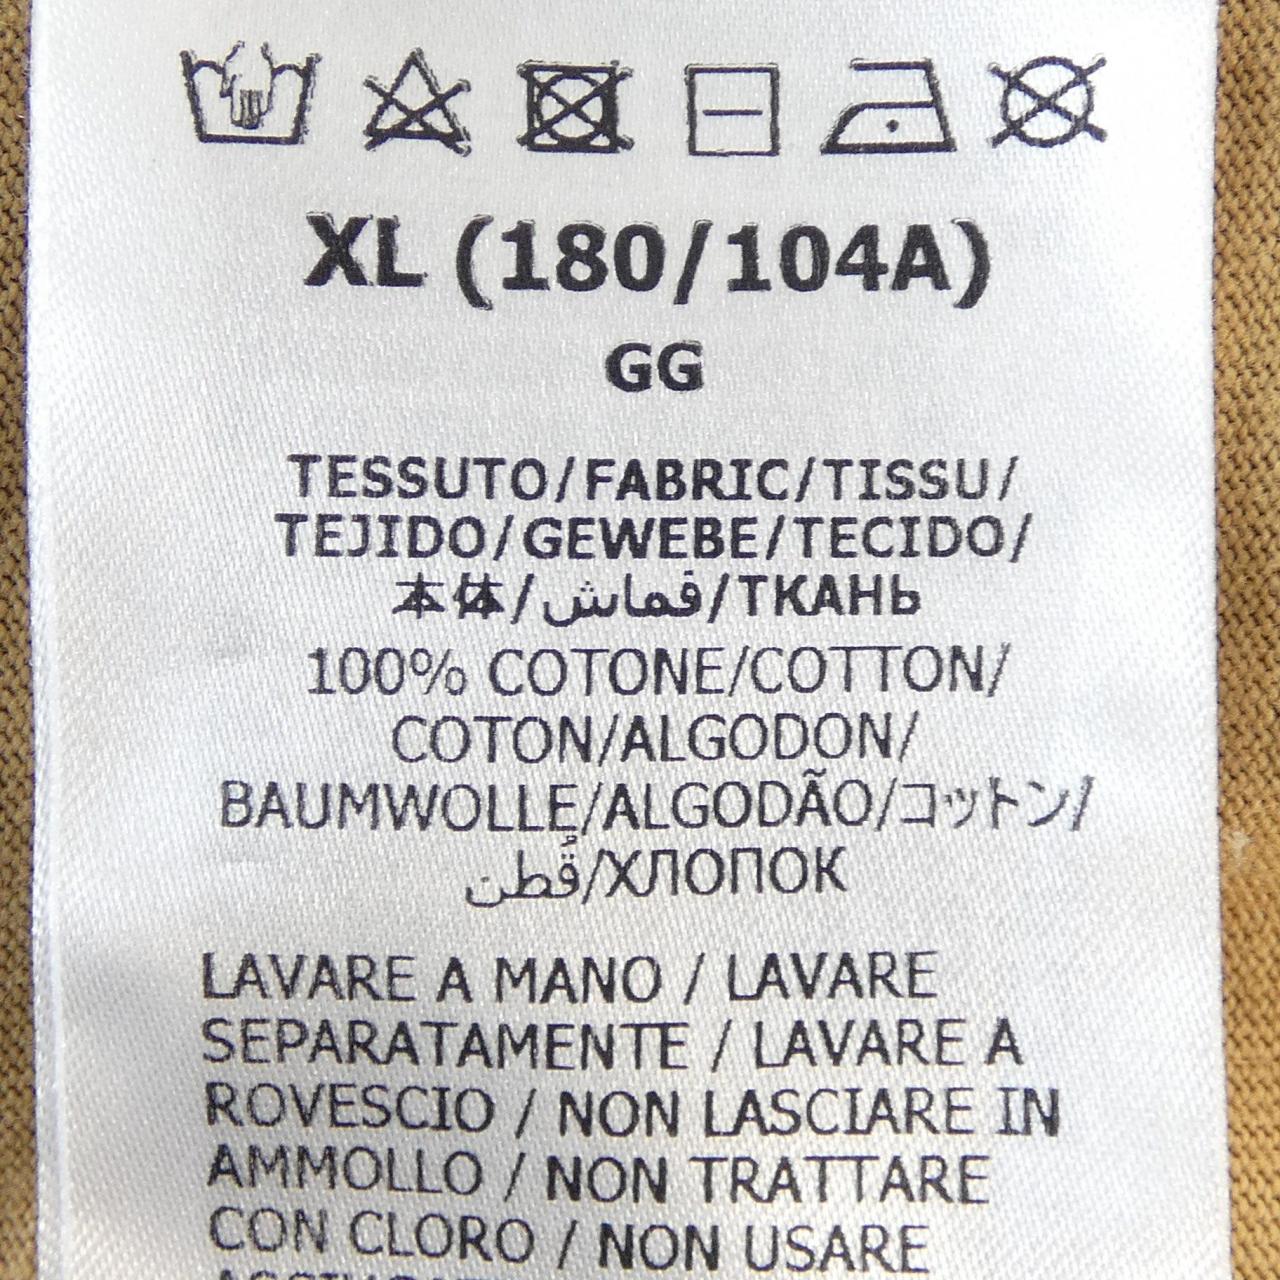 XL (180/104A)
GG
TESSUTO/FABRIC/TISSU/
TEJIDO/GEWEBE/TECIDO/
本体/قماش/ТКАНЬ
100% COTONE/COTTON/
COTON/ALGODON/
BAUMWOLLE/ALGODÃO/コットン/
قُطن/ХЛОПОК
LAVARE A MANO / LAVARE
SEPARATAMENTE / LAVARE A
ROVESCIO / NON LASCIARE IN
AMMOLLO / NON TRATTARE
CON CLORO / NON USARE